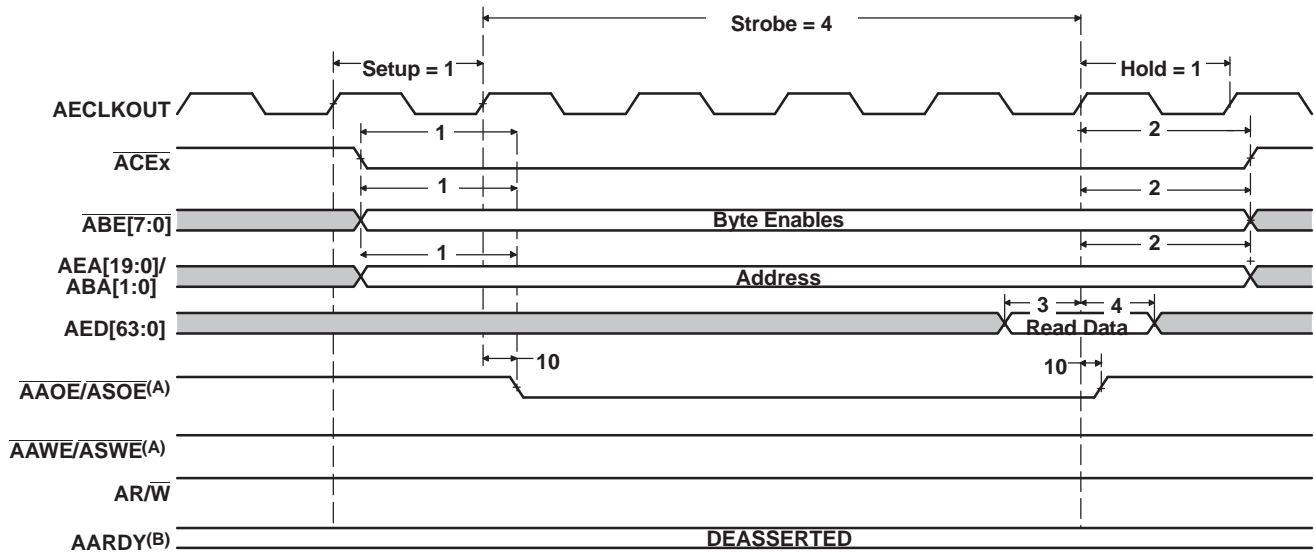 Strobe = 4
Setup = 1
Hold = 1
AECLKOUT
1
2
ACEx
1
2
ABE[7:0]
Byte Enables
1
2
AEA[19:0]/
ABA[1:0]
Address
3
4
AED[63:0]
Read Data
10
10
AAOE/ASOE(A)
AAWE/ASWE(A)
AR/W
AARDY(B)
DEASSERTED